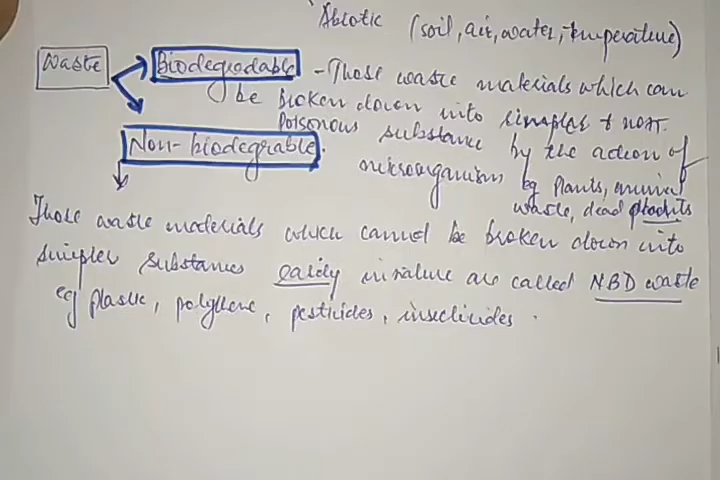 Abiotic (soil, air, water, temperature)
Waste
Biodegradable - Those waste materials which can
be broken down into simpler & non.
poisonous substance by the action of
Non-biodegrable.
microorganism eg plants, animal
waste, dead
Those waste materials which cannot be broken down into
simpler substances easily in nature are called NBD waste
eg plastic, polythene, pesticides, insecticides.